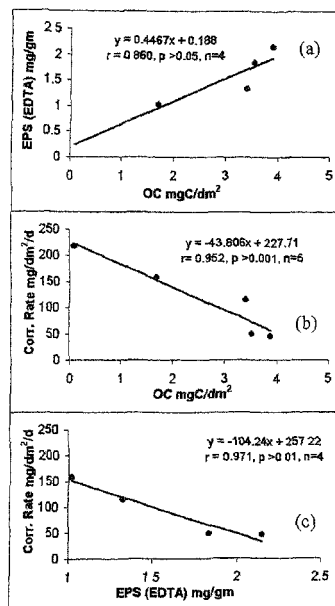 y = 0.4467x + 0.188
r = 0.860, p >0.05, n=4
(a)
EPS (EDTA) mg/gm
2.5
2
1.5
1
0.5
0
0 1 2 3 4 5
OC mgC/dm²
y = -43.806x + 227.71
r= 0.952, p >0.001, n=5
(b)
Corr. Rate mg/dm²/d
250
200
150
100
50
0
0 1 2 3 4 5
OC mgC/dm²
y = -104.24x + 257.22
r = 0.971, p >0.01, n=4
(c)
Corr. Rate mg/dm²/d
250
200
150
100
50
0
1 1.5 2 2.5
EPS (EDTA) mg/gm